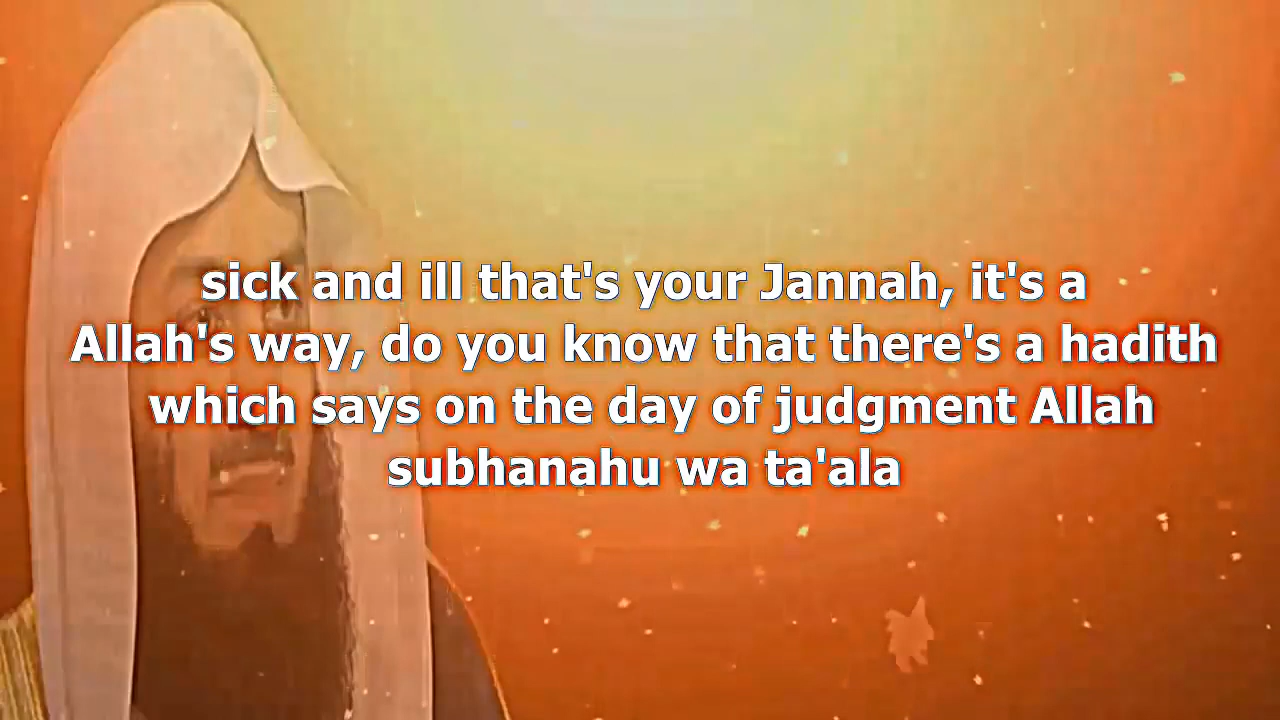 sick and ill that's your Jannah, it's a
Allah's way, do you know that there's a hadith
which says on the day of judgment Allah
subhanahu wa ta'ala